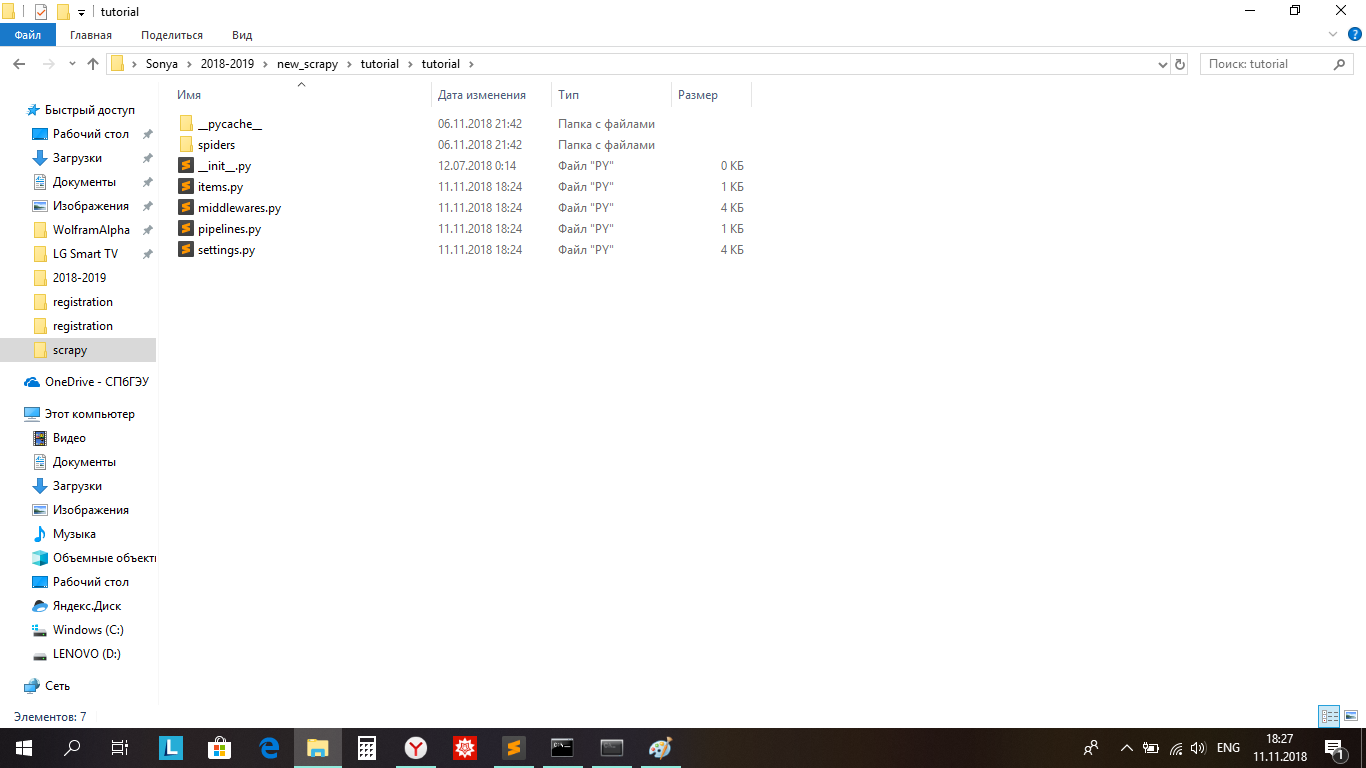 tutorial
Файл Главная Поделиться Вид
Sonya 2018-2019 new_scrapy tutorial tutorial Поиск: tutorial
Имя Дата изменения Тип Размер
__pycache__ 06.11.2018 21:42 Папка с файлами
spiders 06.11.2018 21:42 Папка с файлами
__init__.py 12.07.2018 0:14 Файл "PY" 0 КБ
items.py 11.11.2018 18:24 Файл "PY" 1 КБ
middlewares.py 11.11.2018 18:24 Файл "PY" 4 КБ
pipelines.py 11.11.2018 18:24 Файл "PY" 1 КБ
settings.py 11.11.2018 18:24 Файл "PY" 4 КБ
Быстрый доступ
Рабочий стол
Загрузки
Документы
Изображения
WolframAlpha
LG Smart TV
2018-2019
registration
registration
scrapy
OneDrive - СПбГЭУ
Этот компьютер
Видео
Документы
Загрузки
Изображения
Музыка
Объемные объекты
Рабочий стол
Яндекс.Диск
Windows (C:)
LENOVO (D:)
Сеть
Элементов: 7
ENG
18:27
11.11.2018
1